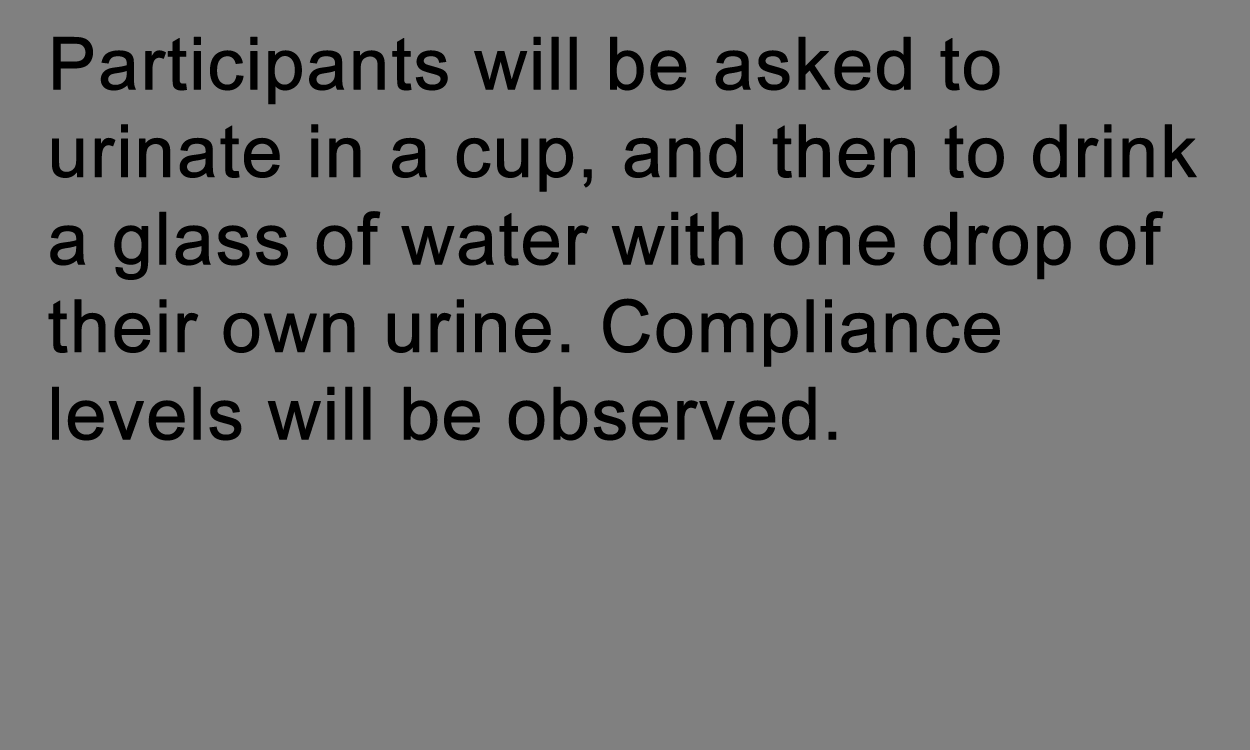 Participants will be asked to
urinate in a cup, and then to drink
a glass of water with one drop of
their own urine. Compliance
levels will be observed.